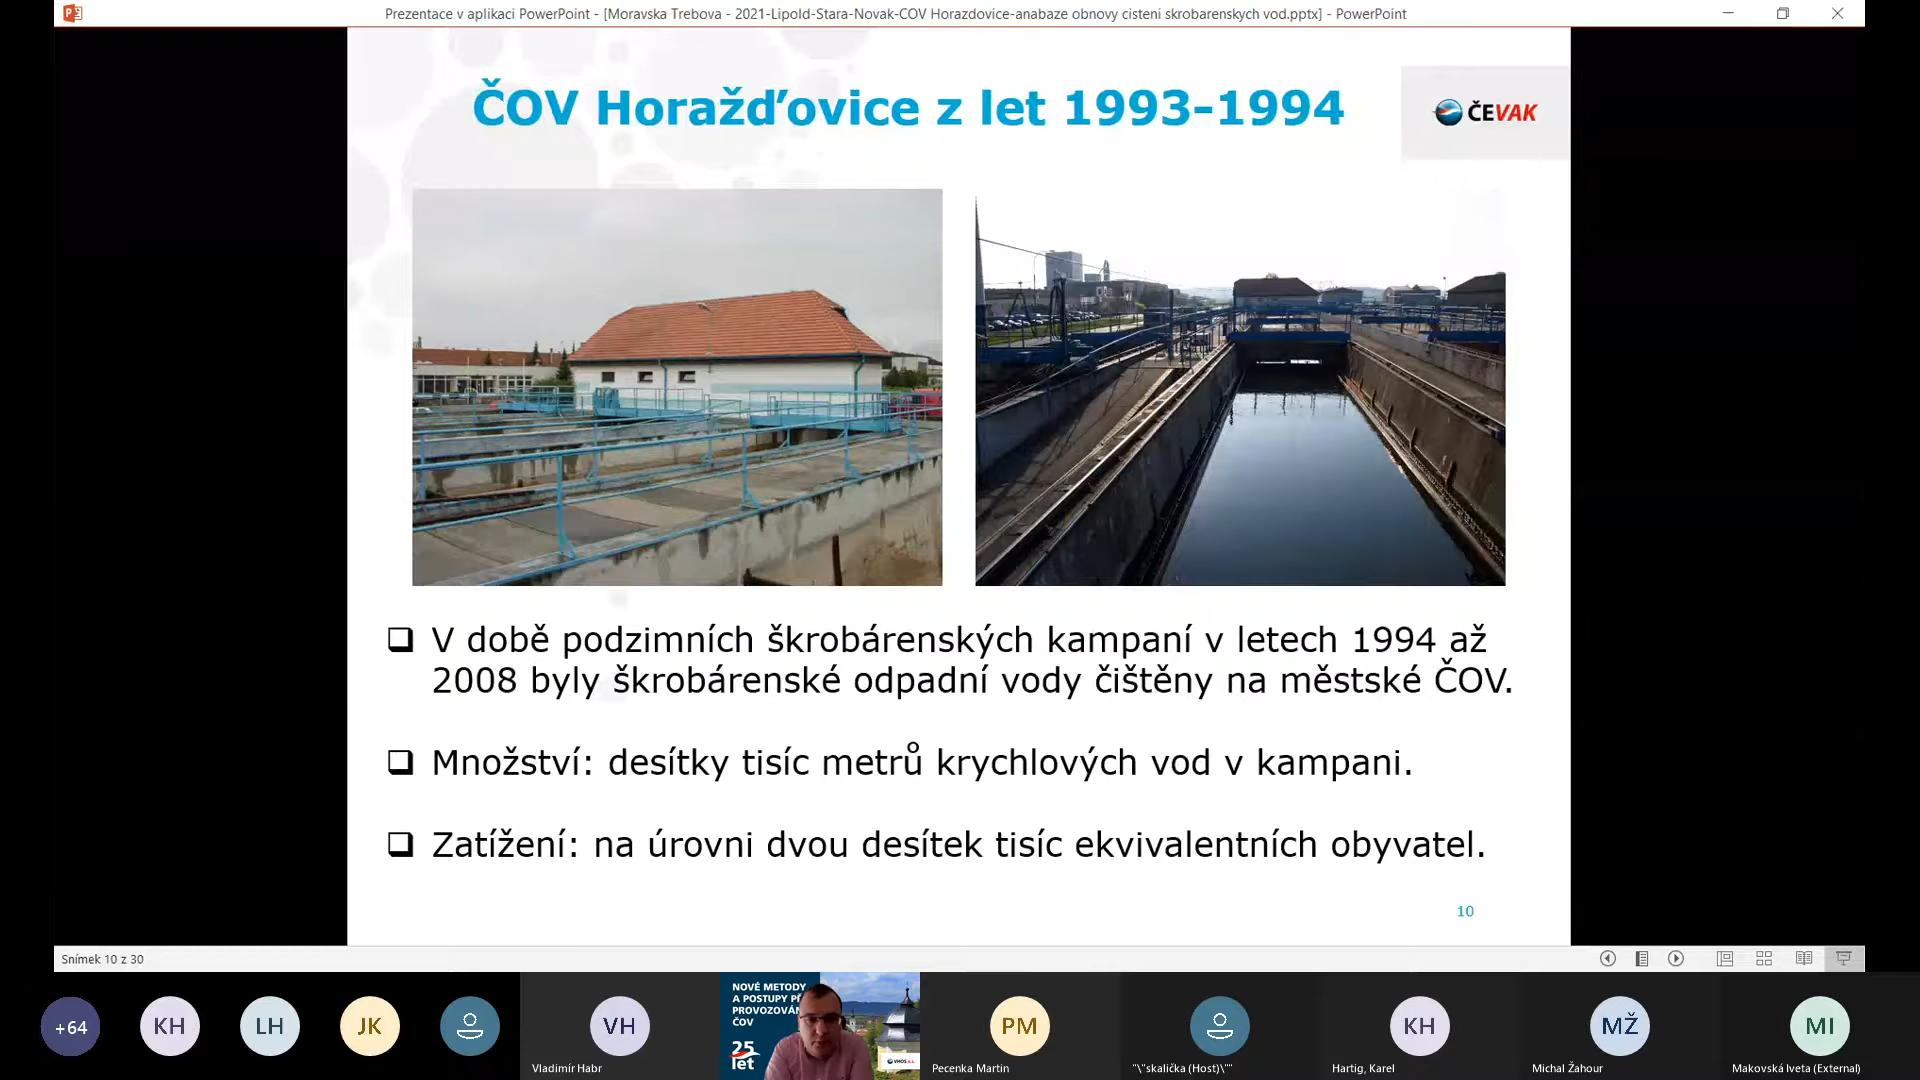 Prezentace v aplikaci PowerPoint - [Moravska Trebova - 2021-Lipold-Stara-Novak-COV Horazdovice-anabaze obnovy cisteni skrobarenskych vod.pptx] - PowerPoint
ČOV Horažďovice z let 1993-1994
ČEVAK
V době podzimních škrobárenských kampaní v letech 1994 až
2008 byly škrobárenské odpadní vody čištěny na městské ČOV.
Množství: desítky tisíc metrů krychlových vod v kampani.
Zatížení: na úrovni dvou desítek tisíc ekvivalentních obyvatel.
10
Snímek 10 z 30
+64
KH
LH
JK
VH
Vladimír Habr
NOVÉ METODY
A POSTUPY
PROVOZOVÁN
ČOV
25
let
VHOS
PM
Pecenka Martin
"\"skalička (Host)\""
KH
Hartig, Karel
MŽ
Michal Žahour
MI
Makovská Iveta (External)